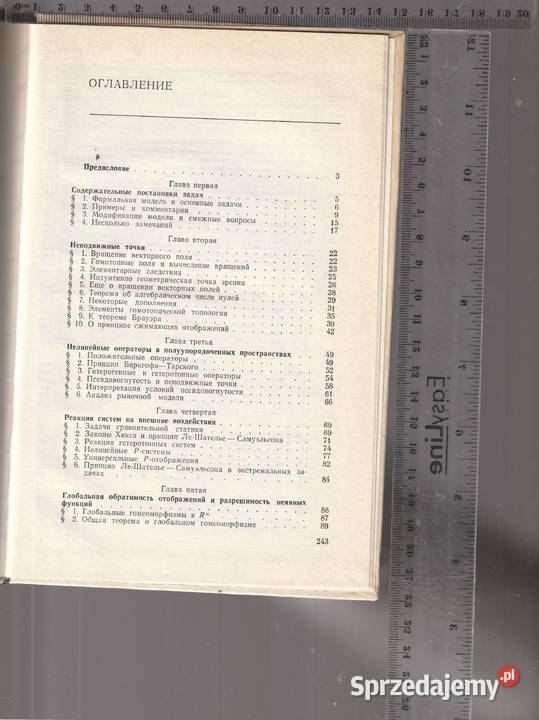 ОГЛАВЛЕНИЕ
Предисловие 3
Глава первая
Содержательные постановки задач 5
§ 1. Формальная модель и основные задачи 6
§ 2. Примеры и комментарии 9
§ 3. Модификации модели и смежные вопросы 15
§ 4. Несколько замечаний 17
Глава вторая
Неподвижные точки 22
§ 1. Вращение векторного поля 22
§ 2. Гомотопные поля и вычисление вращений 23
§ 3. Элементарные следствия 25
§ 4. Интуитивно геометрическая точка зрения 26
§ 5. Еще о вращении векторных полей 28
§ 6. Теорема об алгебраическом числе нулей 29
§ 7. Некоторые дополнения 31
§ 8. Элементы гомотопической топологии 35
§ 9. К теореме Брауэра 39
§ 10. О принципе сжимающих отображений 42
Глава третья
Нелинейные операторы в полуупорядоченных пространствах 49
§ 1. Положительные операторы 49
§ 2. Принцип Биркгофа—Тарского 52
§ 3. Гетерогенные и гетеротонные операторы 54
§ 4. Псевдовогнутость и неподвижные точки 58
§ 5. Интерпретация условий псевдовогнутости 61
§ 6. Анализ рыночной модели 66
Глава четвертая
Реакция систем на внешние воздействия 69
§ 1. Задачи сравнительной статики 69
§ 2. Законы Хикса и принцип Ле-Шателье—Самуэльсона 71
§ 3. Реакция гетеротонных систем 74
§ 4. Нелинейные P-системы 77
§ 5. Универсальные P-отображения 82
§ 6. Принцип Ле-Шателье—Самуэльсона в экстремальных за-
дачах 84
Глава пятая
Глобальная обратимость отображений и разрешимость неявных
функций 86
§ 1. Глобальные гомеоморфизмы в Rⁿ 87
§ 2. Общая теорема о глобальном гомеоморфизме 89
243
Easy Tine
Sprzedajemy.pl